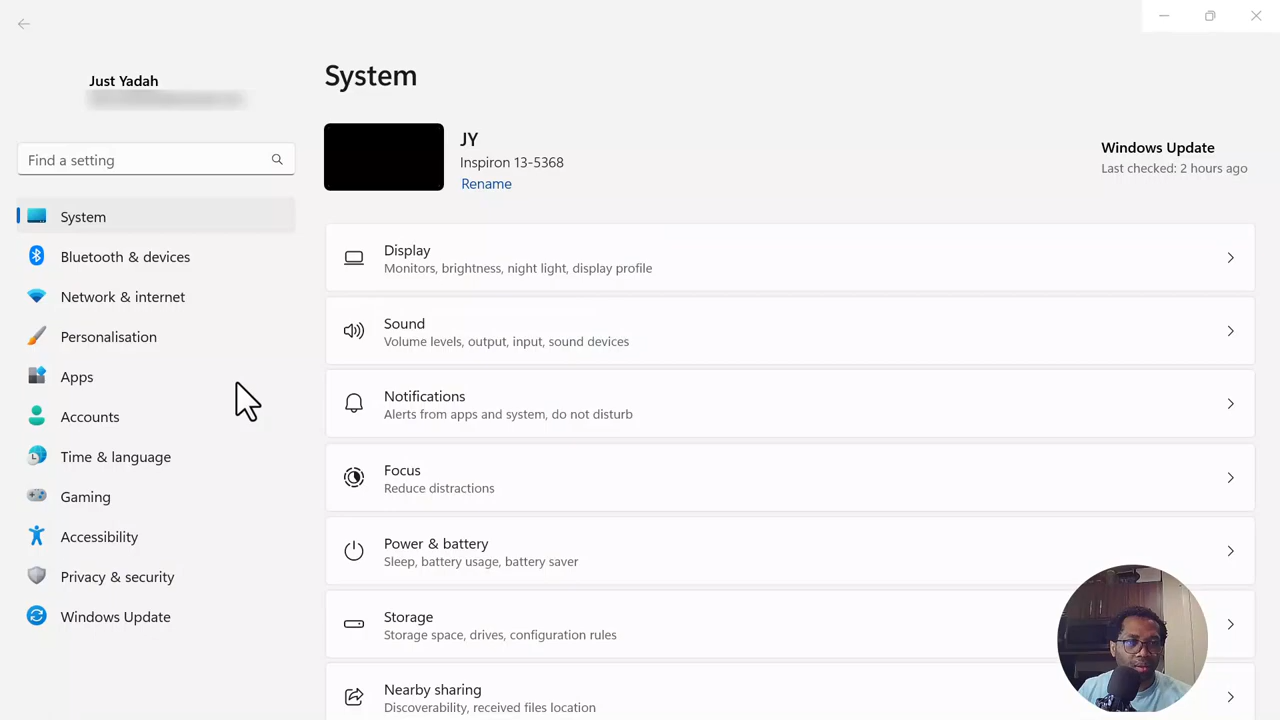 Just Yadah
Find a setting
System
Bluetooth & devices
Network & internet
Personalisation
Apps
Accounts
Time & language
Gaming
Accessibility
Privacy & security
Windows Update
System
JY
Inspiron 13-5368
Rename
Windows Update
Last checked: 2 hours ago
Display
Monitors, brightness, night light, display profile
Sound
Volume levels, output, input, sound devices
Notifications
Alerts from apps and system, do not disturb
Focus
Reduce distractions
Power & battery
Sleep, battery usage, battery saver
Storage
Storage space, drives, configuration rules
Nearby sharing
Discoverability, received files location